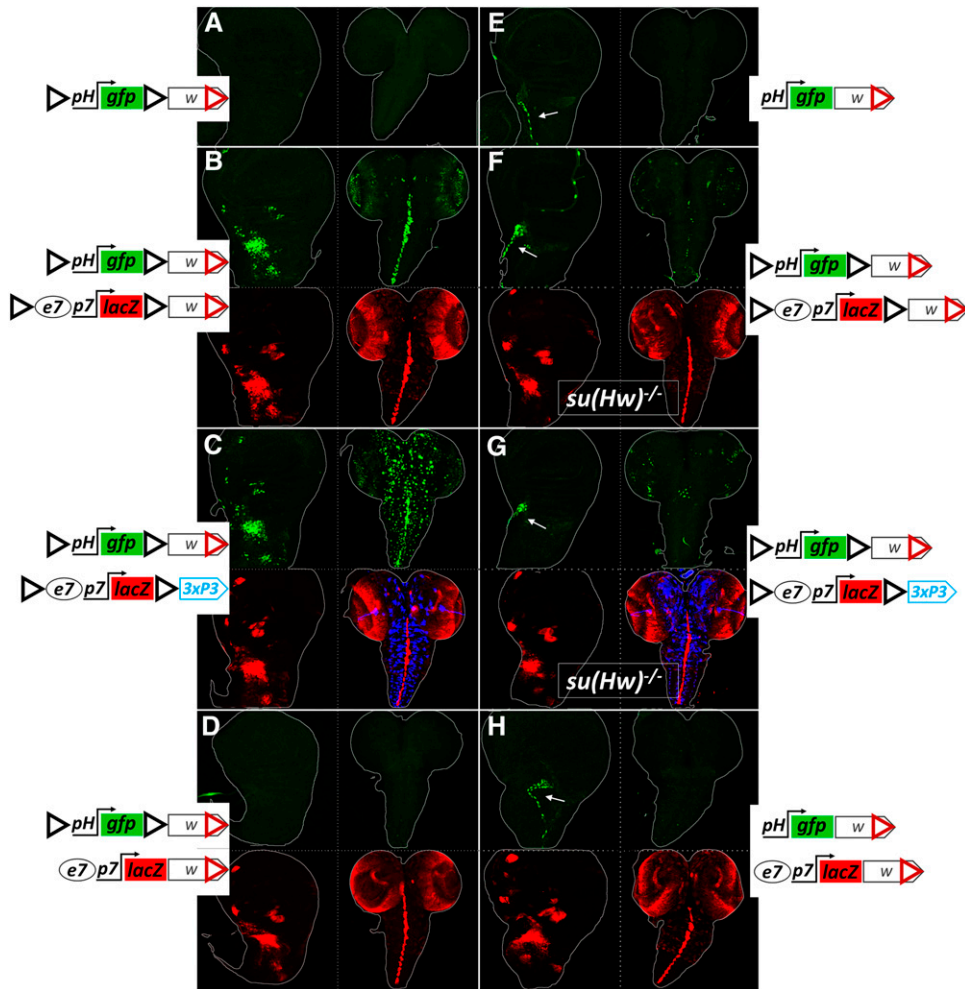 A
E
pH gfp w
pH gfp w
B
F
pH gfp w
pH gfp w
e7 p7 lacZ w
e7 p7 lacZ w
su(Hw)-/-
C
G
pH gfp w
pH gfp w
e7 p7 lacZ 3xP3
e7 p7 lacZ 3xP3
su(Hw)-/-
D
H
pH gfp w
pH gfp w
e7 p7 lacZ w
e7 p7 lacZ w